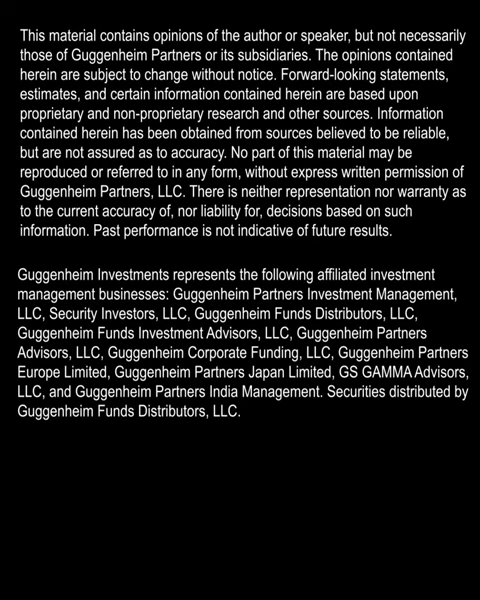 This material contains opinions of the author or speaker, but not necessarily
those of Guggenheim Partners or its subsidiaries. The opinions contained
herein are subject to change without notice. Forward-looking statements,
estimates, and certain information contained herein are based upon
proprietary and non-proprietary research and other sources. Information
contained herein has been obtained from sources believed to be reliable,
but are not assured as to accuracy. No part of this material may be
reproduced or referred to in any form, without express written permission of
Guggenheim Partners, LLC. There is neither representation nor warranty as
to the current accuracy of, nor liability for, decisions based on such
information. Past performance is not indicative of future results.
Guggenheim Investments represents the following affiliated investment
management businesses: Guggenheim Partners Investment Management,
LLC, Security Investors, LLC, Guggenheim Funds Distributors, LLC,
Guggenheim Funds Investment Advisors, LLC, Guggenheim Partners
Advisors, LLC, Guggenheim Corporate Funding, LLC, Guggenheim Partners
Europe Limited, Guggenheim Partners Japan Limited, GS GAMMA Advisors,
LLC, and Guggenheim Partners India Management. Securities distributed by
Guggenheim Funds Distributors, LLC.